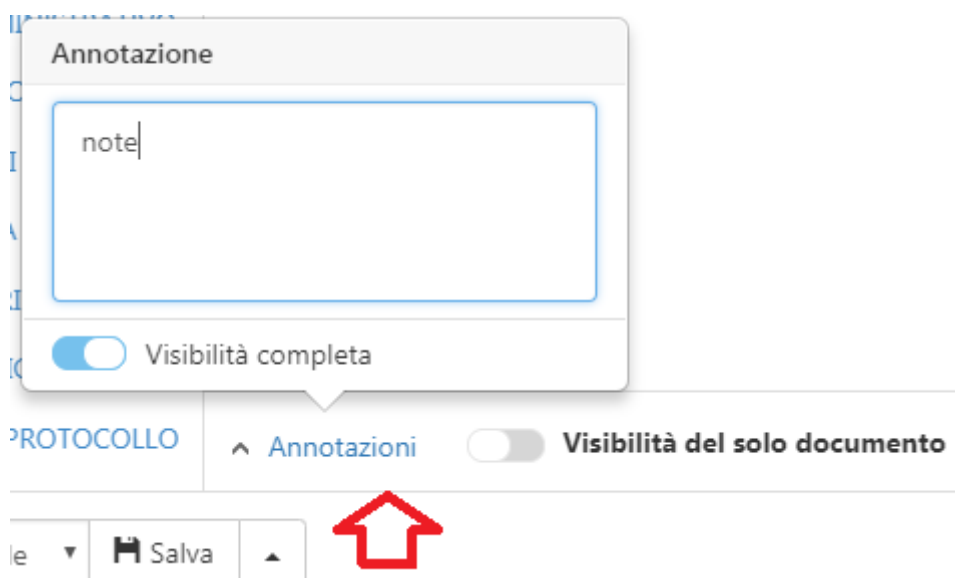 Annotazione
note
Visibilità completa
PROTOCOLLO
Annotazioni
Visibilità del solo documento
Salva